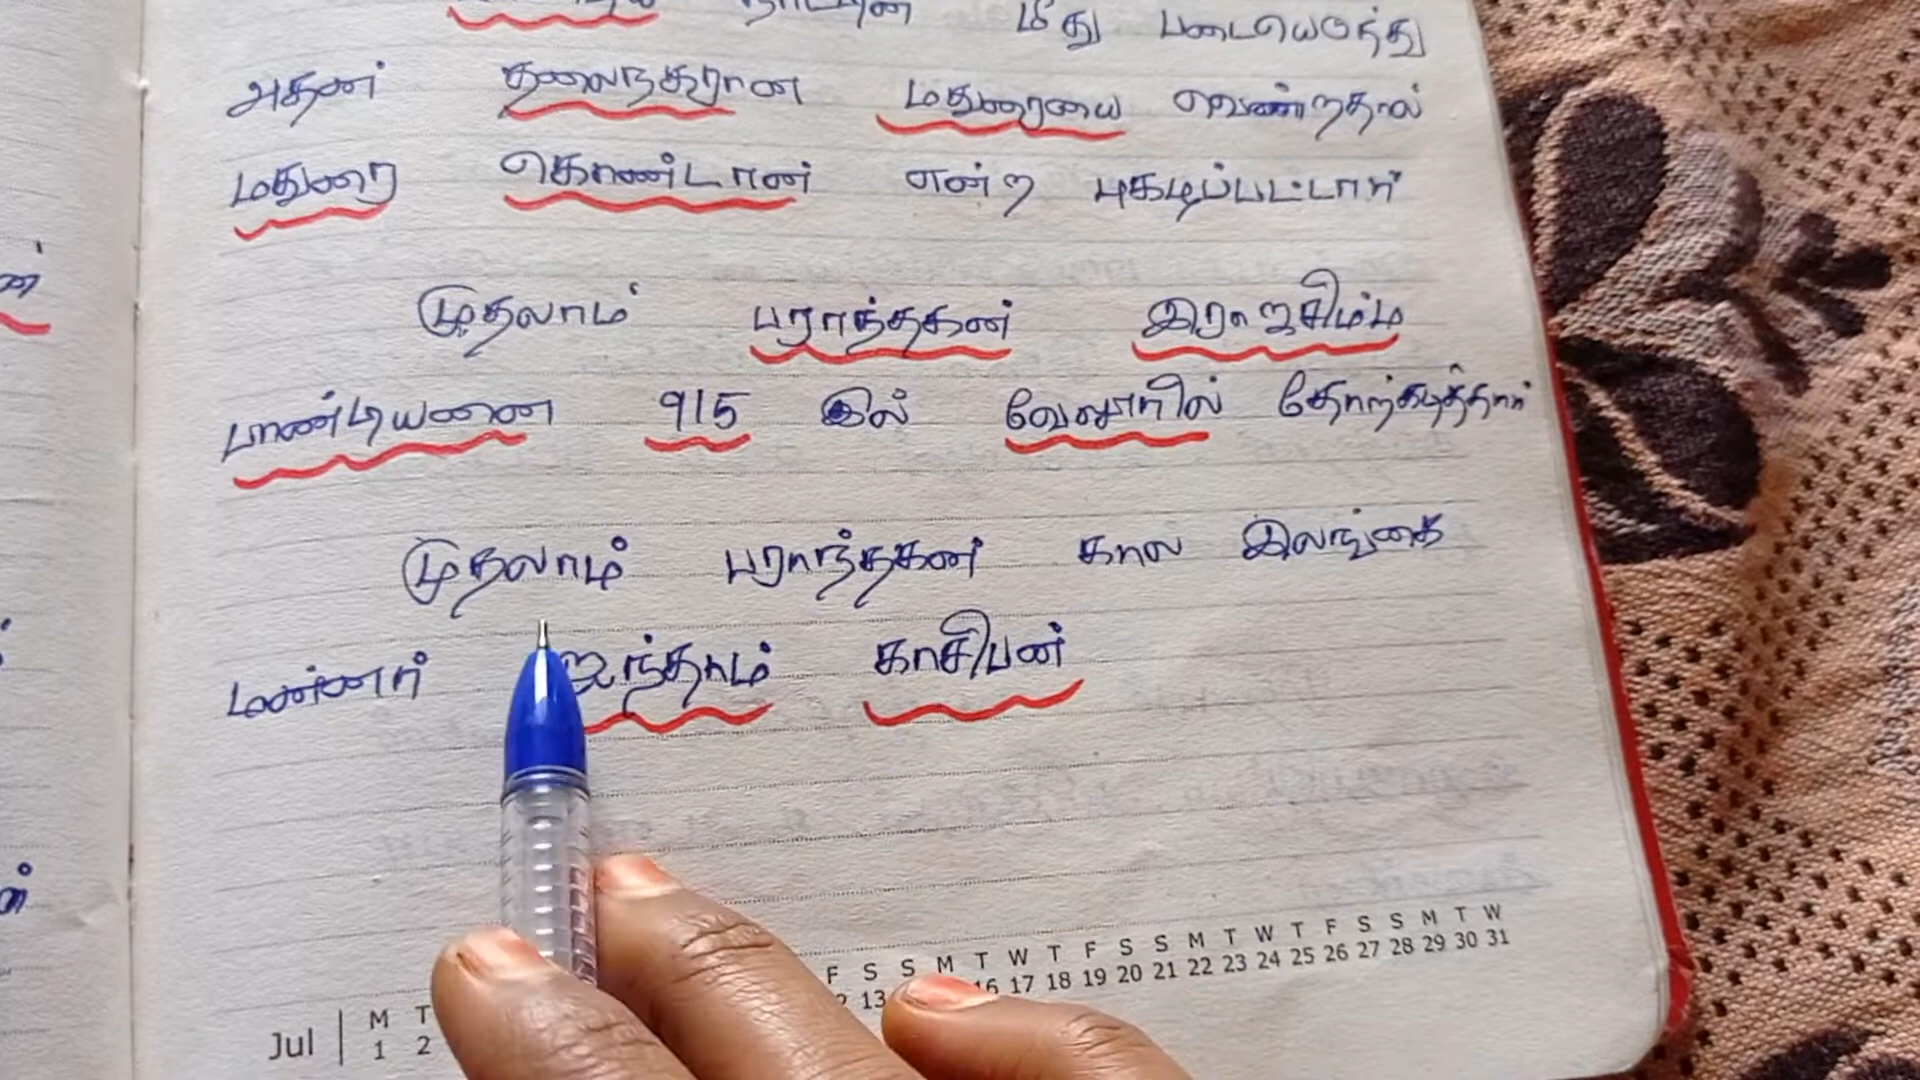 மீது படையெடுத்து
அதன் தலைநகரான மதுரையை வென்றதால்
மதுரை கொண்டான் என்ற புகழப்பட்டார்
முதலாம் பராந்தகன் இராஜசிம்ம
பாண்டியனை 915 இல் வேலூரில் தோற்கடித்தார்
முதலாம் பராந்தகன் கால இலங்கை
மன்னர் ஐந்தாம் காசிபன்
F S S M T W T F S S M T W T F S S M T W
13 16 17 18 19 20 21 22 23 24 25 26 27 28 29 30 31
Jul M T
1 2